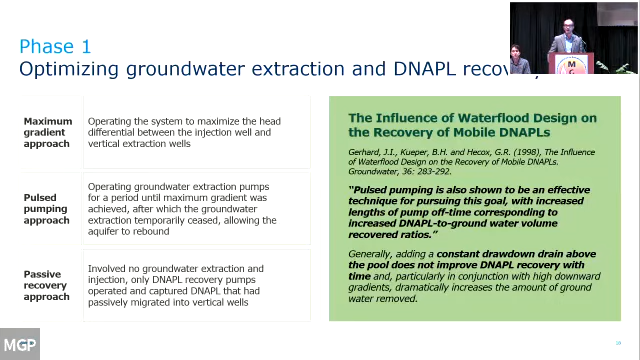 Phase 1
Optimizing groundwater extraction and DNAPL recovery
Maximum
gradient
approach
Operating the system to maximize the head
differential between the injection well and
vertical extraction wells
Pulsed
pumping
approach
Operating groundwater extraction pumps
for a period until maximum gradient was
achieved, after which the groundwater
extraction temporarily ceased, allowing the
aquifer to rebound
Passive
recovery
approach
Involved no groundwater extraction and
injection, only DNAPL recovery pumps
operated and captured DNAPL that had
passively migrated into vertical wells
The Influence of Waterflood Design on
the Recovery of Mobile DNAPLs
Gerhard, J.I., Kueper, B.H. and Hecox, G.R. (1998), The Influence
of Waterflood Design on the Recovery of Mobile DNAPLs.
Groundwater, 36: 283-292.
“Pulsed pumping is also shown to be an effective
technique for pursuing this goal, with increased
lengths of pump off-time corresponding to
increased DNAPL-to-ground water volume
recovered ratios.”
Generally, adding a constant drawdown drain above
the pool does not improve DNAPL recovery with
time and, particularly in conjunction with high downward
gradients, dramatically increases the amount of ground
water removed.
MGP